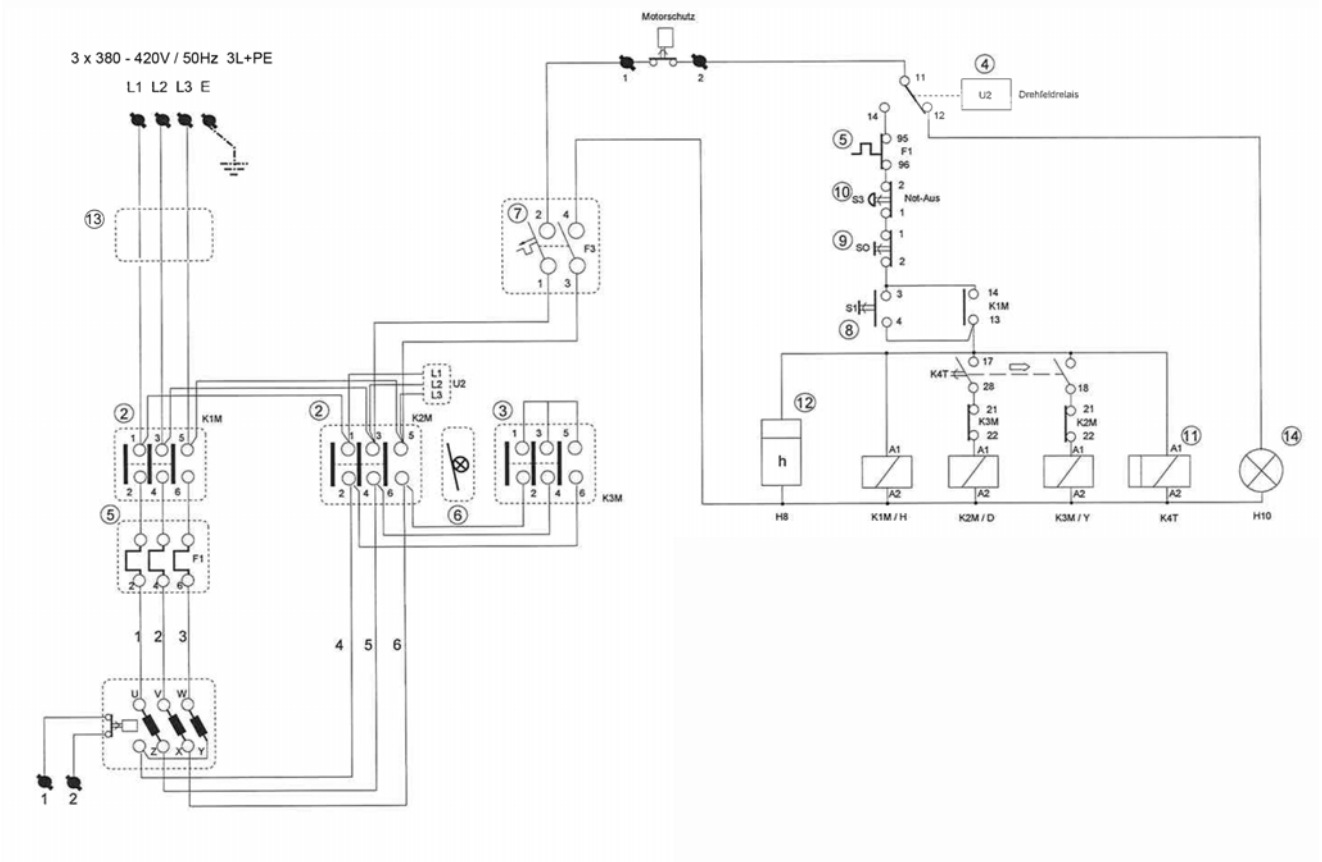 Motorschutz
3 x 380 - 420V / 50Hz 3L+PE
L1 L2 L3 E
1 2
11
4
U2
Drehfeldrelais
12
14
5
95
F1
96
10
S3
2
Not-Aus
1
9
SO
1
2
13
7
2 4
F3
1 3
3
14
S1
K1M
4
13
8
17
K4T
28
18
L1
L2
L3
U2
12
h
21
K3M
22
21
K2M
22
11
14
A1
A1
A1
A1
A2
A2
A2
A2
H8
K1M / H
K2M / D
K3M / Y
K4T
H10
2
K1M
1 3 5
2 4 6
2
K2M
1 3 5
2 4 6
6
3
1 3 5
2 4 6
K3M
5
F1
2 4 6
1 2 3
4 5 6
U V W
Z X Y
1 2